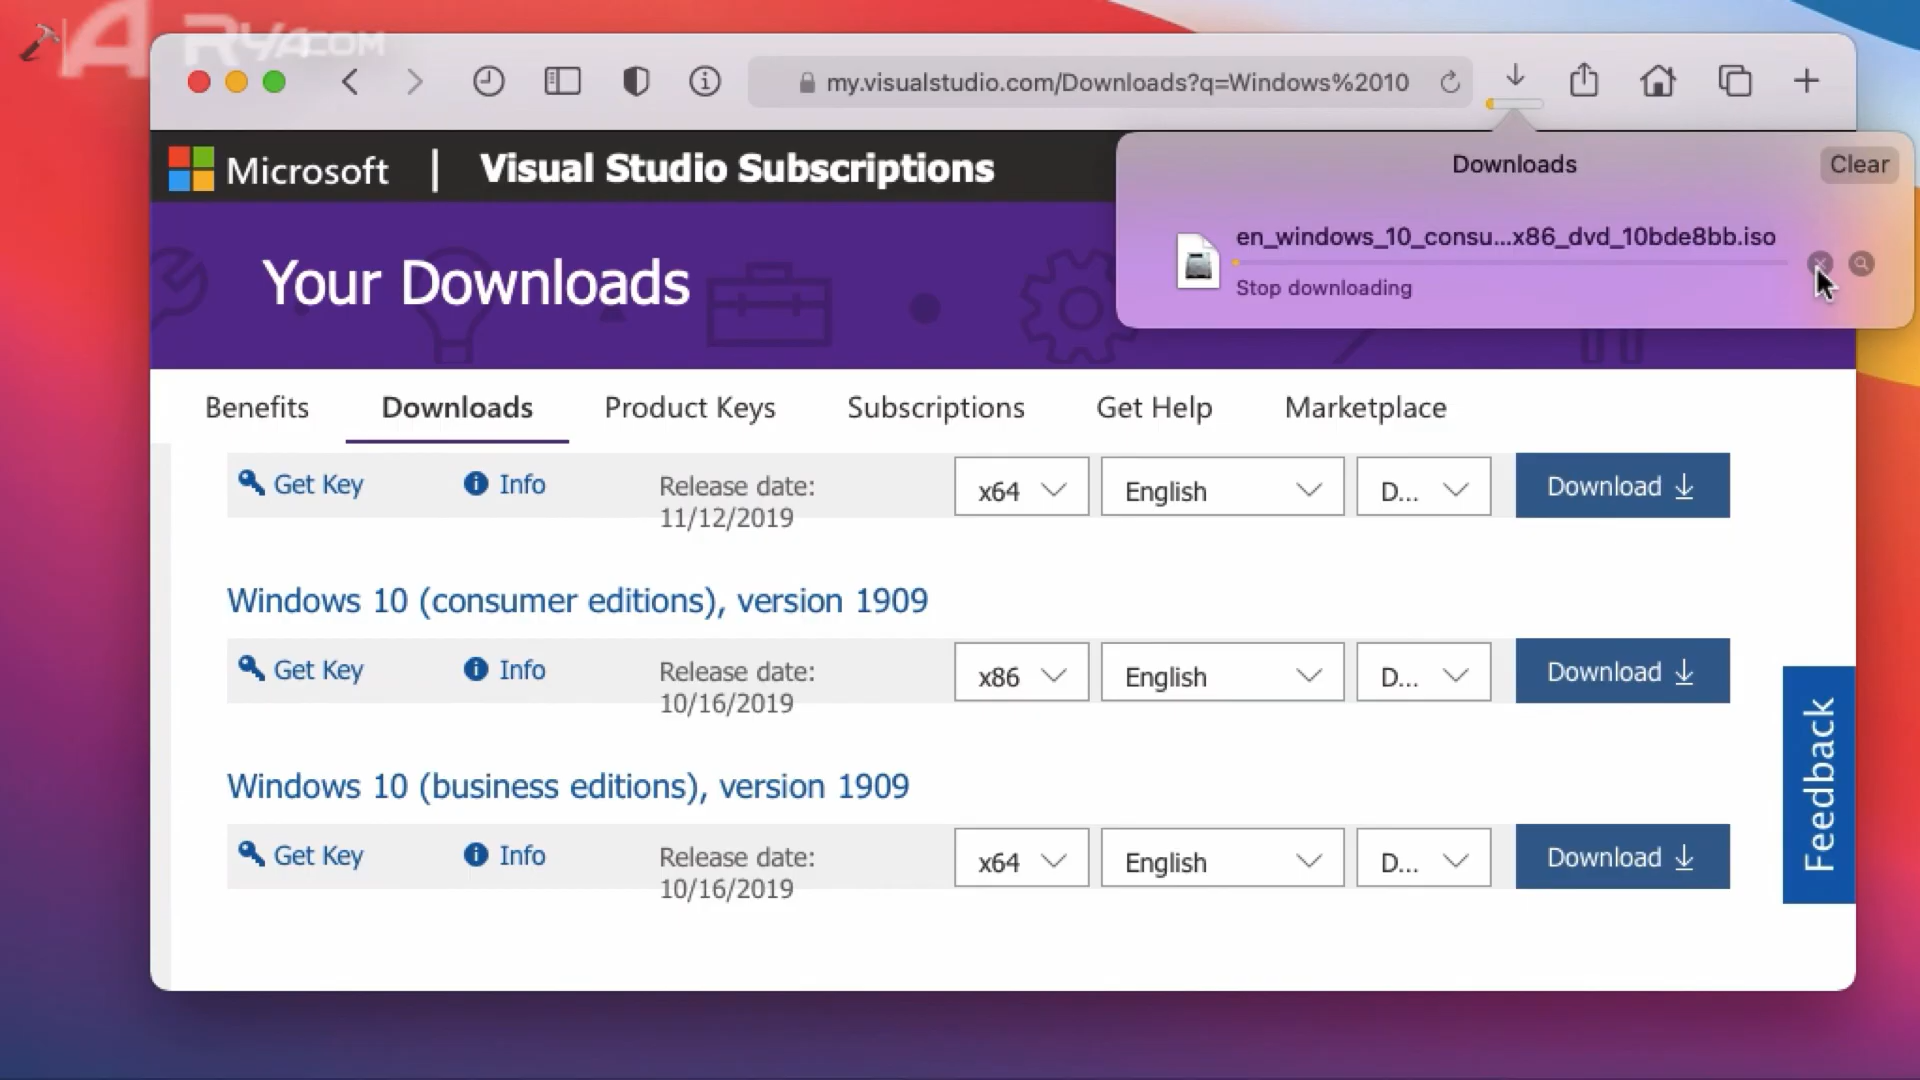 A RYA.COM
my.visualstudio.com/Downloads?q=Windows%2010
Microsoft | Visual Studio Subscriptions
Downloads
Clear
en_windows_10_consu...x86_dvd_10bde8bb.iso
Stop downloading
Your Downloads
Benefits
Downloads
Product Keys
Subscriptions
Get Help
Marketplace
Get Key
Info
Release date:
11/12/2019
x64
English
D...
Download
Windows 10 (consumer editions), version 1909
Get Key
Info
Release date:
10/16/2019
x86
English
D...
Download
Windows 10 (business editions), version 1909
Get Key
Info
Release date:
10/16/2019
x64
English
D...
Download
Feedback